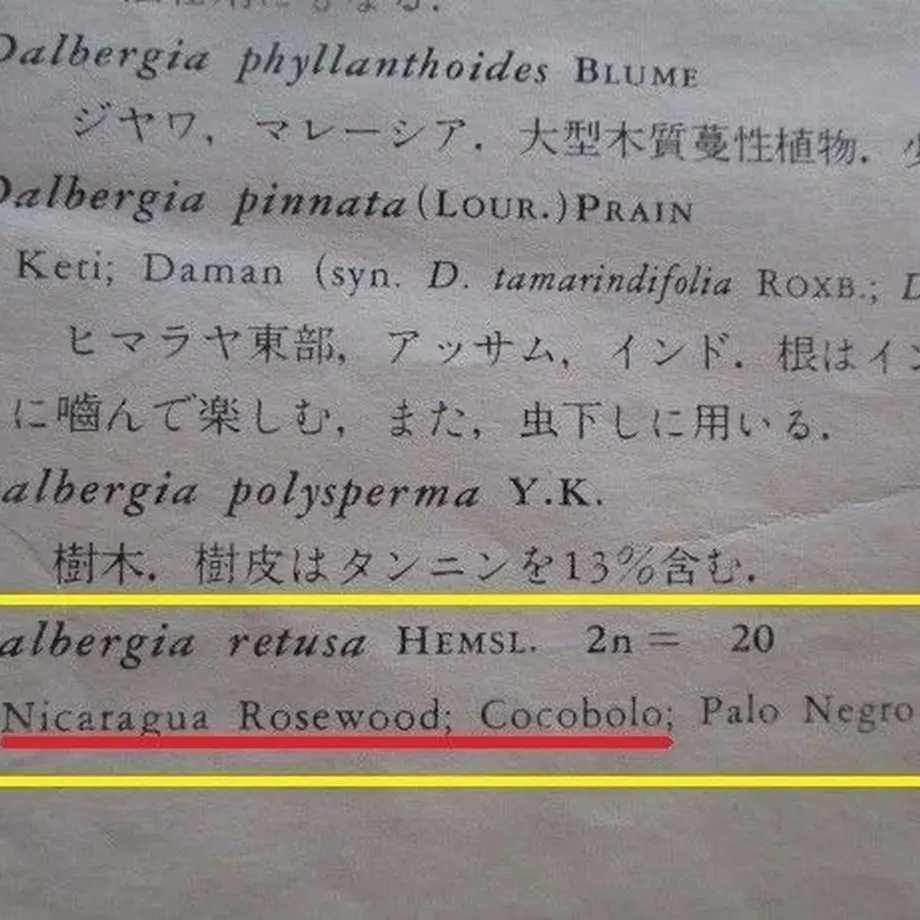 Dalbergia phyllanthoides BLUME
ジヤワ，マレーシア．大型木質蔓性植物．
Dalbergia pinnata (LOUR.) PRAIN
Keti; Daman (syn. D. tamarindifolia ROXB.; D
ヒマラヤ東部，アッサム，インド．根はイン
に嚙んで楽しむ，また，虫下しに用いる．
albergia polysperma Y.K.
樹木．樹皮はタンニンを13%含む．
albergia retusa HEMSL. 2n = 20
Nicaragua Rosewood; Cocobolo; Palo Negro